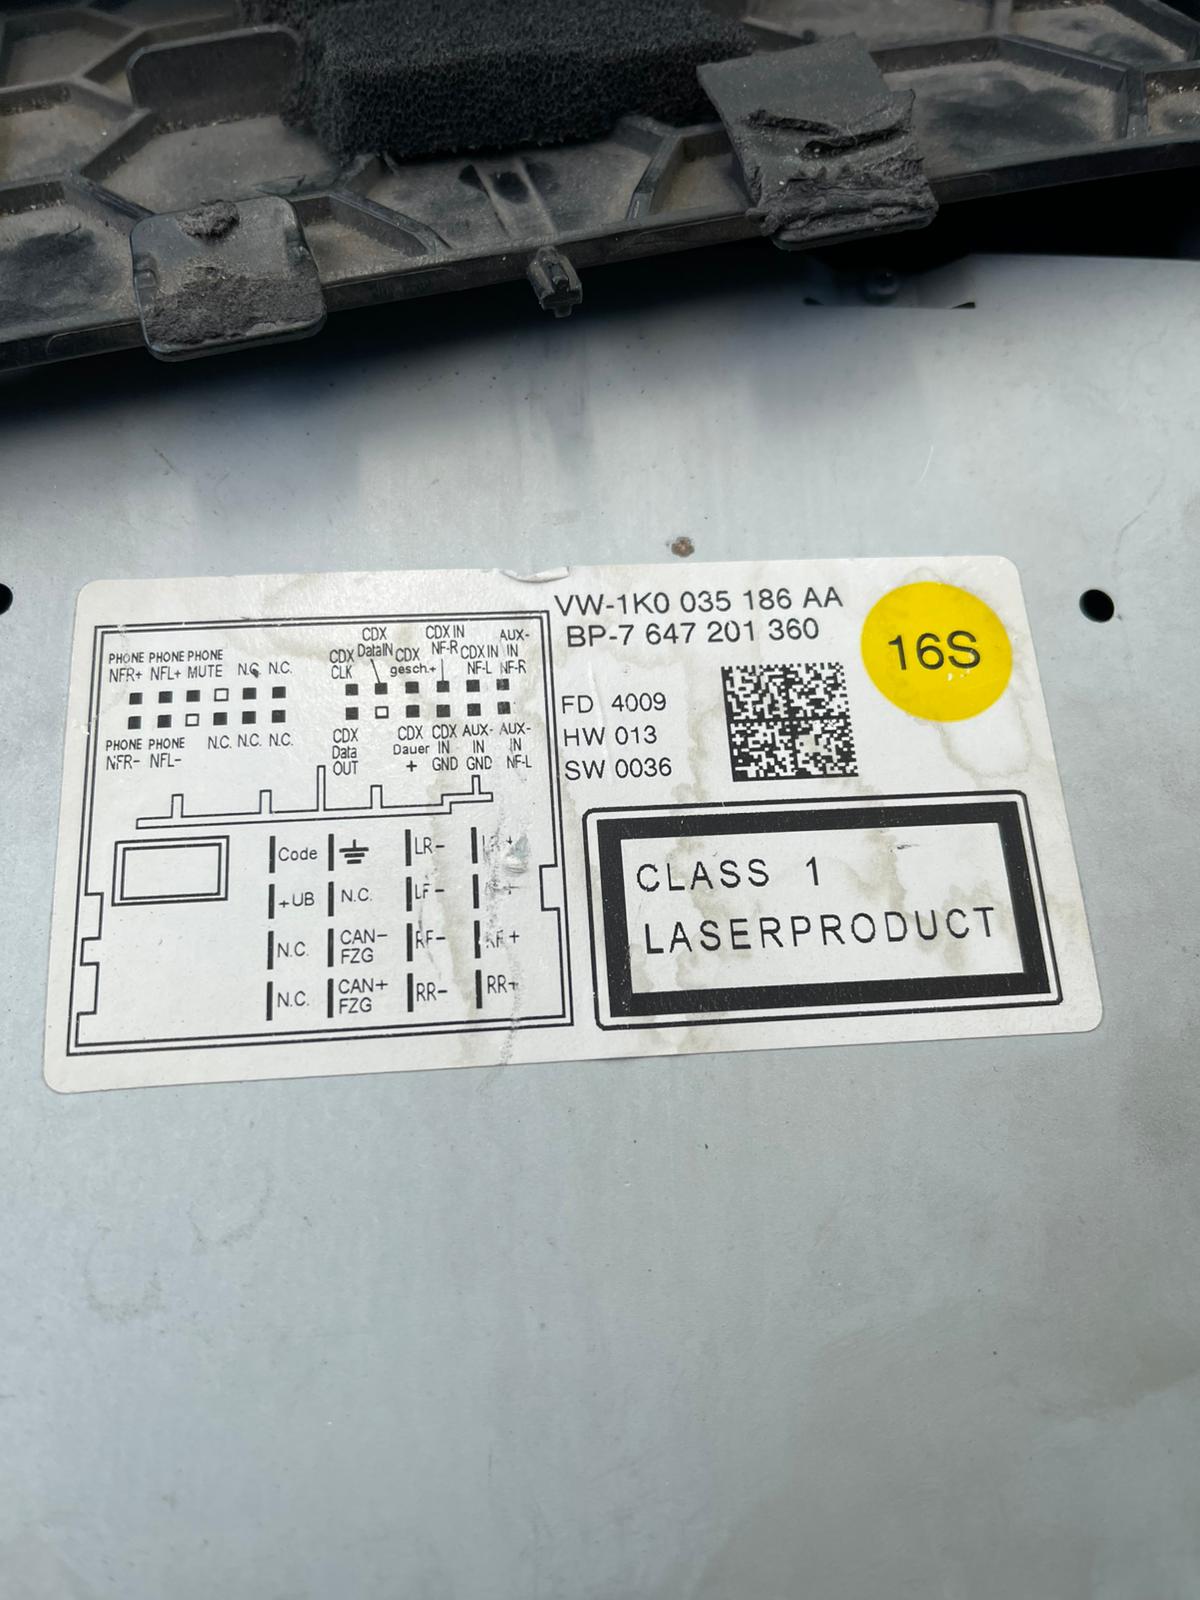 VW-1K0 035 186 AA
BP-7 647 201 360
16S
FD 4009
HW 013
SW 0036
CLASS 1
LASERPRODUCT
PHONE PHONE PHONE
NFR+ NFL+ MUTE N.C. N.C.
PHONE PHONE
NFR- NFL- N.C. N.C. N.C.
CDX
CLK
CDX
DataIN
CDX
gesch.+
CDX IN
NF-R
CDX IN
NF-L
AUX-
IN
NF-R
CDX
Data
OUT
CDX
Dauer
+
CDX
IN
GND
AUX-
IN
GND
AUX-
IN
NF-L
Code LR-
+UB N.C. LF-
N.C. CAN-
FZG RF- RF+
N.C. CAN+
FZG RR- RR+